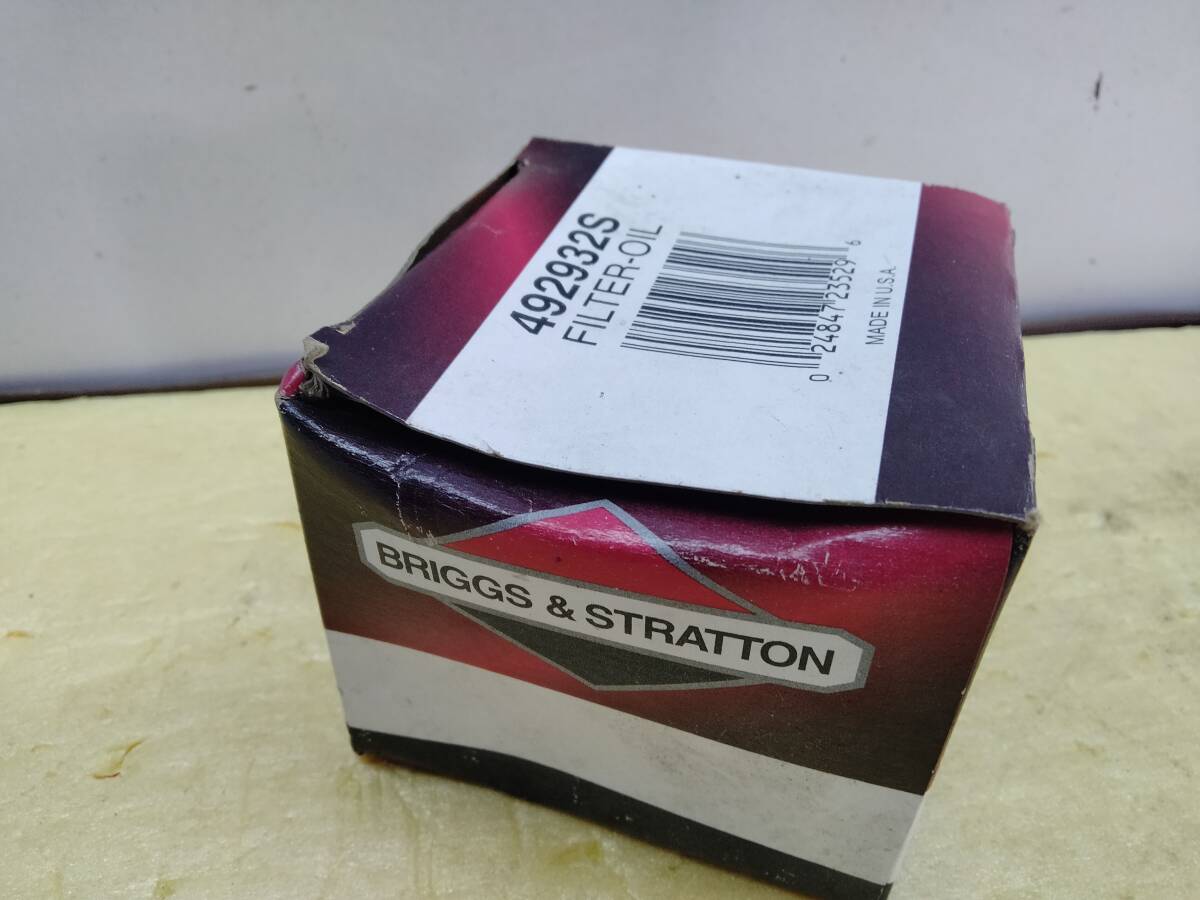 492932S
FILTER-OIL
0 24847 23529 6
MADE IN U.S.A.
BRIGGS & STRATTON